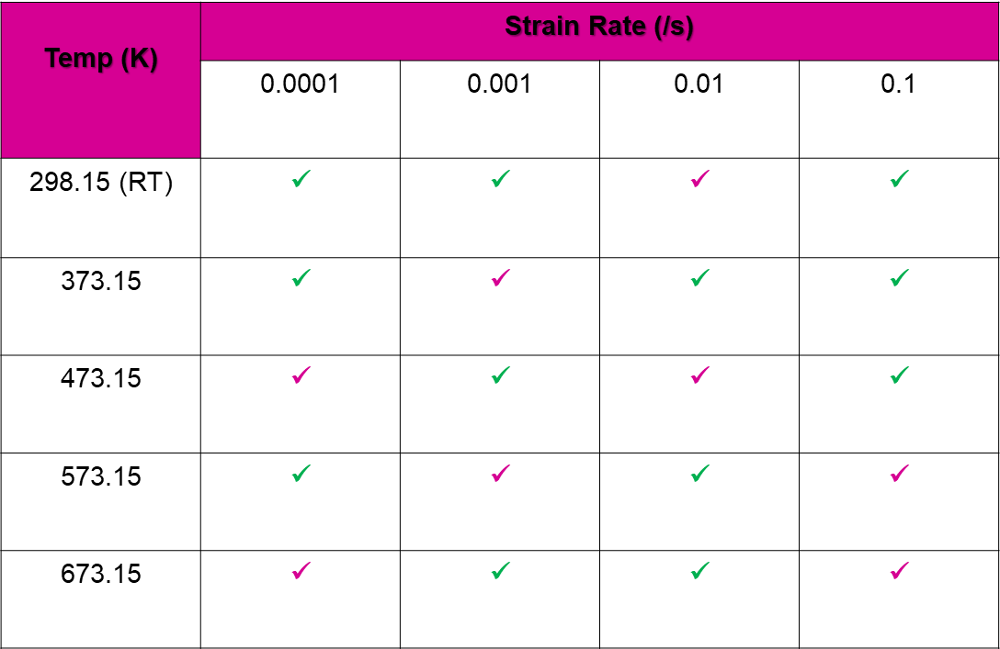 Strain Rate (/s)
Temp (K)
0.0001 0.001 0.01 0.1
298.15 (RT) ✓ ✓ ✓ ✓
373.15 ✓ ✓ ✓ ✓
473.15 ✓ ✓ ✓ ✓
573.15 ✓ ✓ ✓ ✓
673.15 ✓ ✓ ✓ ✓